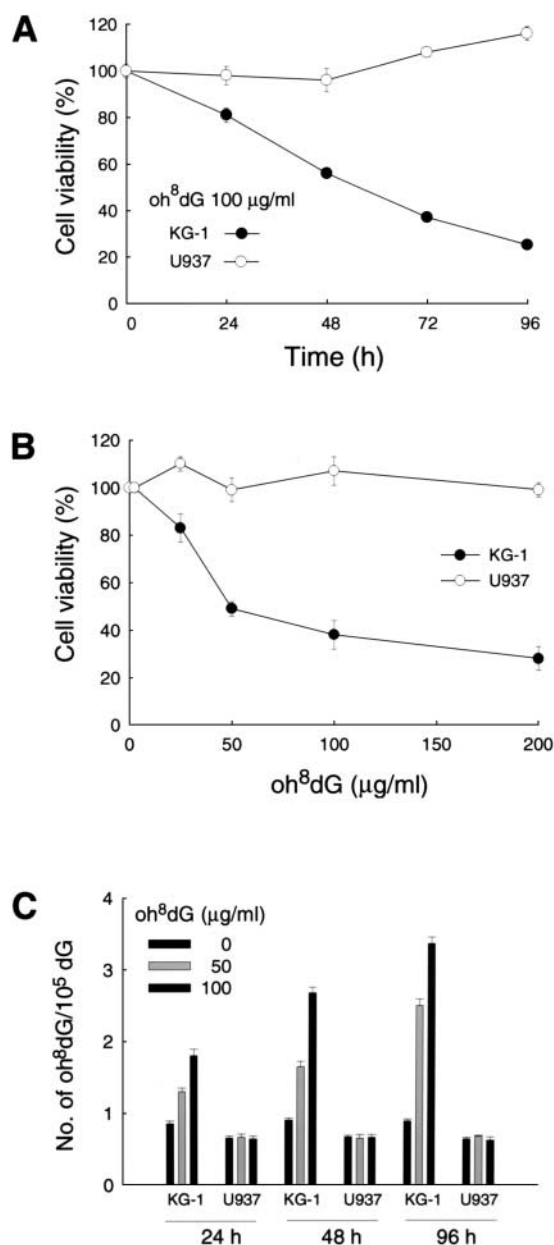 A
Cell viability (%)
120
100
80
60
40
20
0
oh⁸dG 100 μg/ml
KG-1
U937
0 24 48 72 96
Time (h)
B
Cell viability (%)
120
100
80
60
40
20
0
KG-1
U937
0 50 100 150 200
oh⁸dG (μg/ml)
C
No. of oh⁸dG/10⁵ dG
4
3
2
1
0
oh⁸dG (μg/ml)
0
50
100
KG-1 U937 KG-1 U937 KG-1 U937
24 h 48 h 96 h